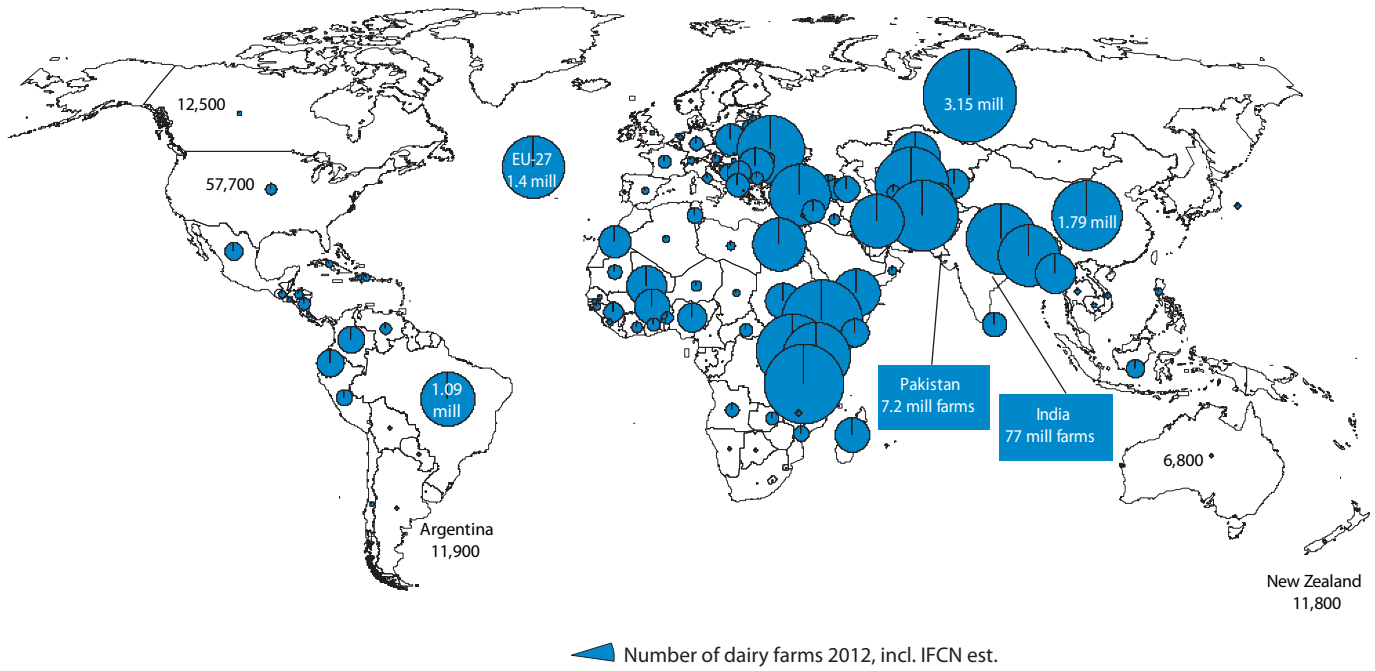 12,500
57,700
EU-27
1.4 mill
3.15 mill
1.79 mill
1.09
mill
Pakistan
7.2 mill farms
India
77 mill farms
6,800
Argentina
11,900
New Zealand
11,800
Number of dairy farms 2012, incl. IFCN est.